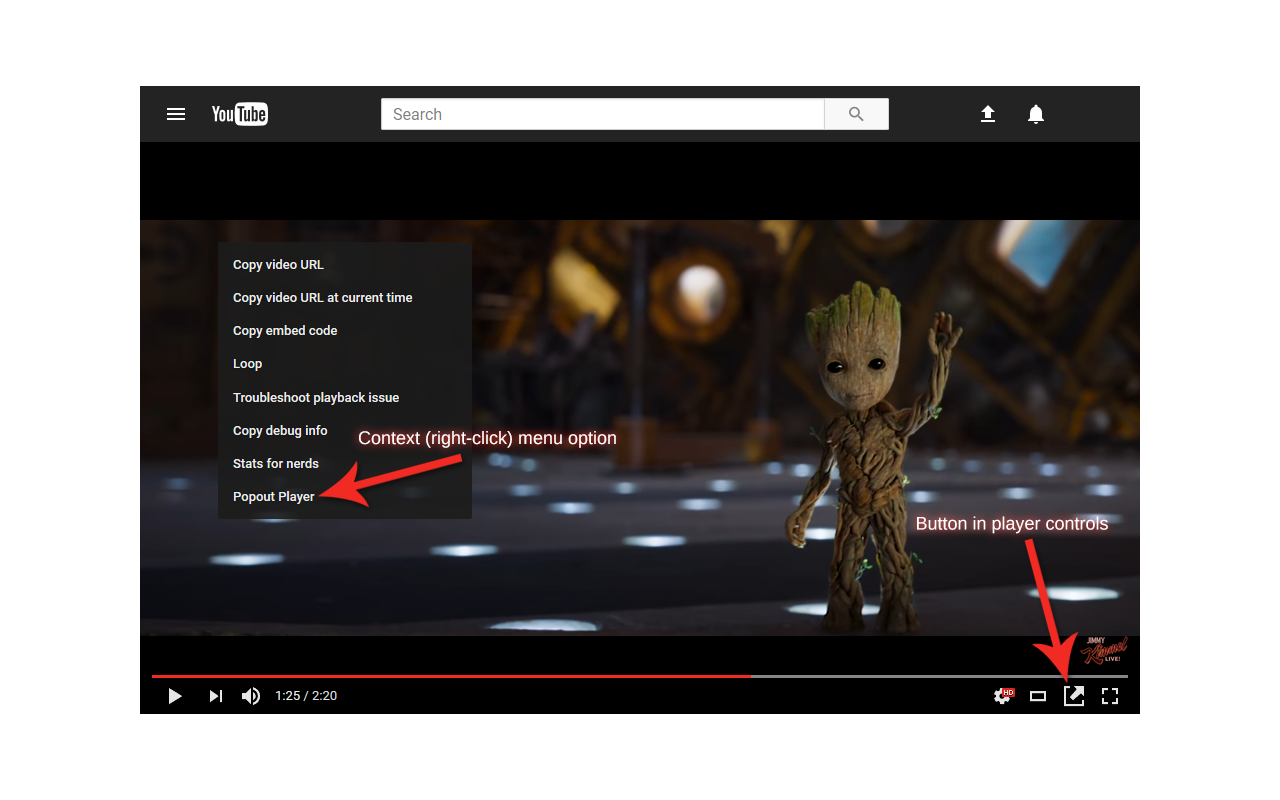 YouTube
Search
Copy video URL
Copy video URL at current time
Copy embed code
Loop
Troubleshoot playback issue
Copy debug info
Context (right-click) menu option
Stats for nerds
Popout Player
Button in player controls
JIMMY
Kimmel
LIVE!
1:25 / 2:20
HD